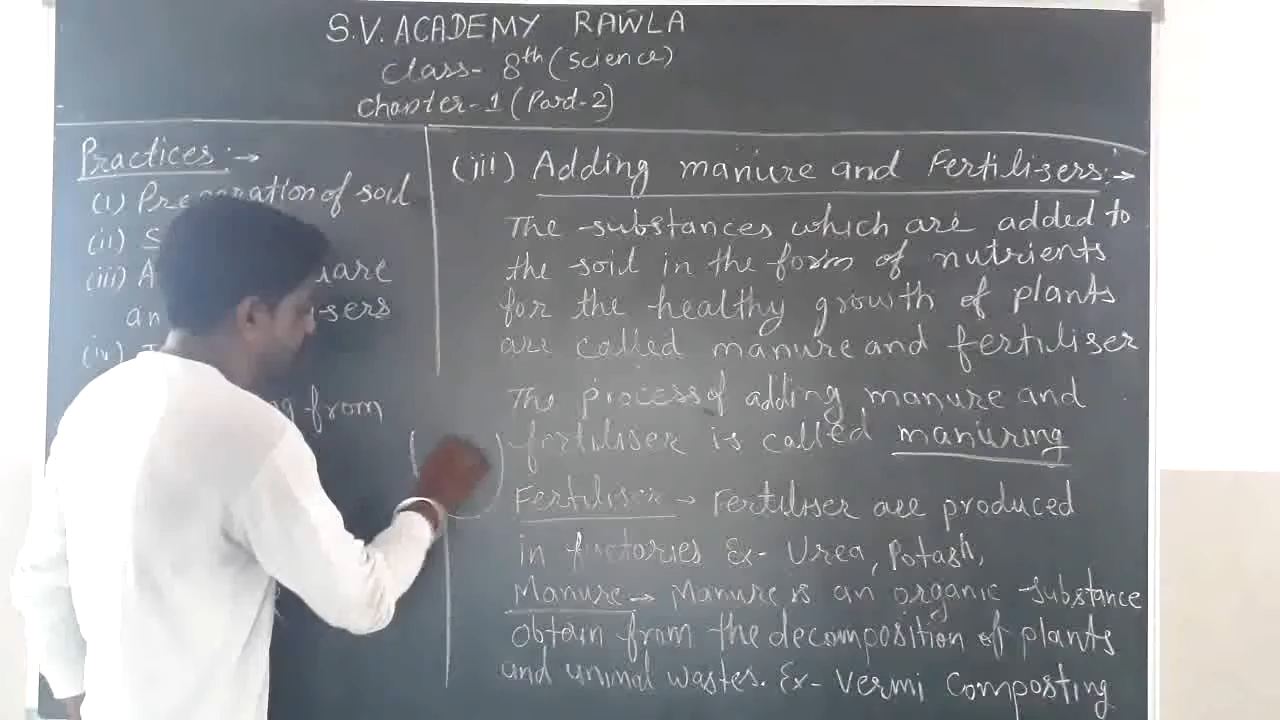 S.V. ACADEMY RAWLA
Class- 8th (Science)
Chapter-1 (Part-2)
Practices:→
(i) of soil
(ii)
(iii)
(iv)
from
(iii) Adding manure and Fertilisers:→
The substances which are added to
the soil in the form of nutrients
for the healthy growth of plants
are called manure and fertiliser
The process of adding manure and
fertiliser is called manuring
Fertiliser → Fertiliser are produced
in factories Ex- Urea, Potash,
Manure → Manure is an organic substance
Obtain from the decomposition of plants
and animal wastes. Ex- Vermi Composting